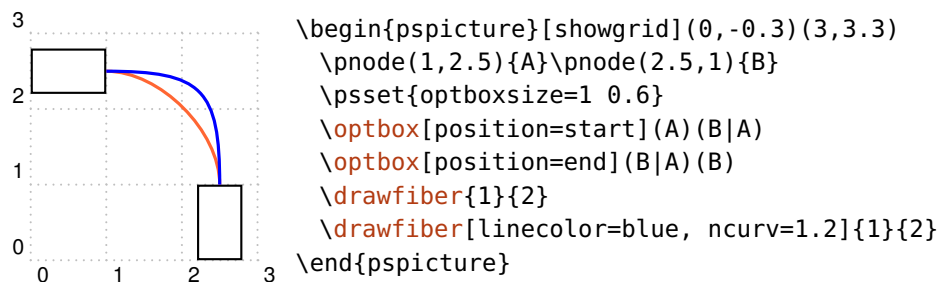 3
2
1
0
0 1 2 3
\begin{pspicture}[showgrid](0,-0.3)(3,3.3)
\pnode(1,2.5){A}\pnode(2.5,1){B}
\psset{optboxsize=1 0.6}
\optbox[position=start](A)(B|A)
\optbox[position=end](B|A)(B)
\drawfiber{1}{2}
\drawfiber[linecolor=blue, ncurv=1.2]{1}{2}
\end{pspicture}